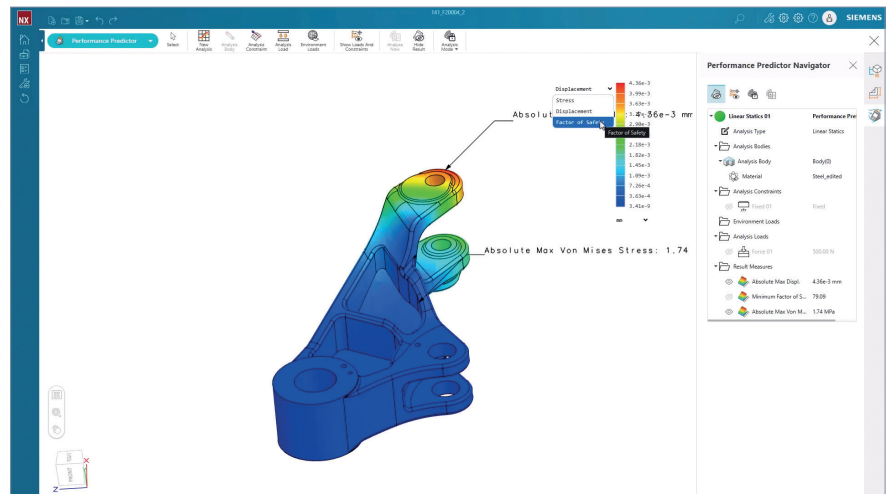 NX
NX1_F20004_2
SIEMENS
Performance Predictor
Select
New Analysis
Analysis Body
Analysis Constraint
Analysis Load
Environment Loads
Show Loads And Constraints
Analyze Now
Hide Result
Analysis Mode
Displacement
Stress
Displacement
Factor of Safety
Factor of Safety
4.36e-3
3.99e-3
3.63e-3
2.90e-3
2.18e-3
1.82e-3
1.45e-3
1.09e-3
7.26e-4
3.63e-4
3.41e-9
Absolute Max Von Mises Stress: 1.74
Performance Predictor Navigator
Linear Statics 01 Performance Pre
Analysis Type Linear Statics
Analysis Bodies
Analysis Body Body(0)
Material Steel_edited
Analysis Constraints
Fixed 01 Fixed
Environment Loads
Analysis Loads
Force 01 500.00 N
Result Measures
Absolute Max Displ. 4.36e-3 mm
Minimum Factor of S... 79.09
Absolute Max Von M... 1.74 MPa
TOP
FRONT
X
Z